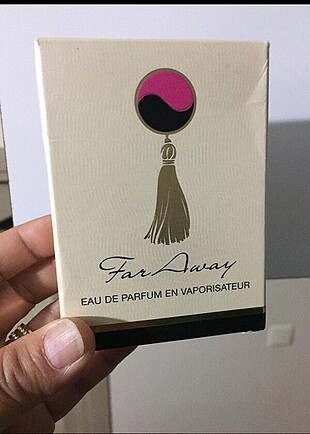 Far Away
EAU DE PARFUM EN VAPORISATEUR